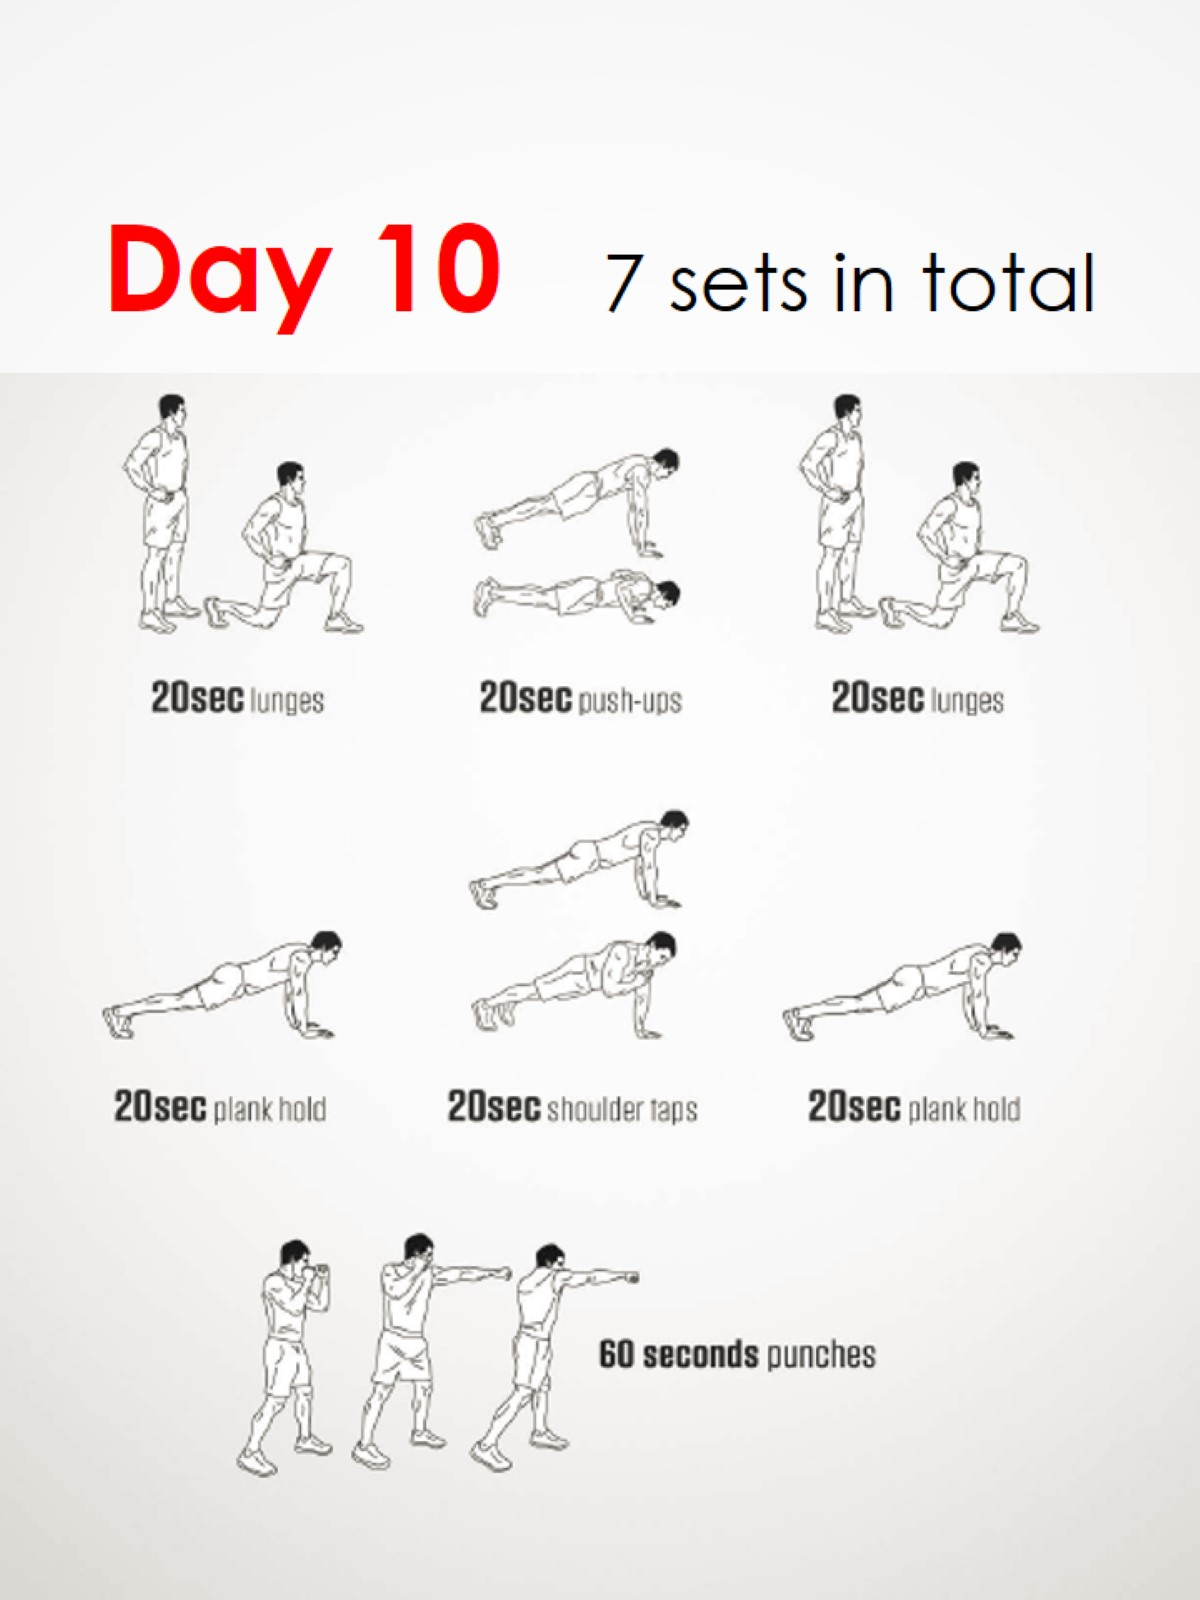 Day 10 7 sets in total
20sec lunges
20sec push-ups
20sec lunges
20sec plank hold
20sec shoulder taps
20sec plank hold
60 seconds punches